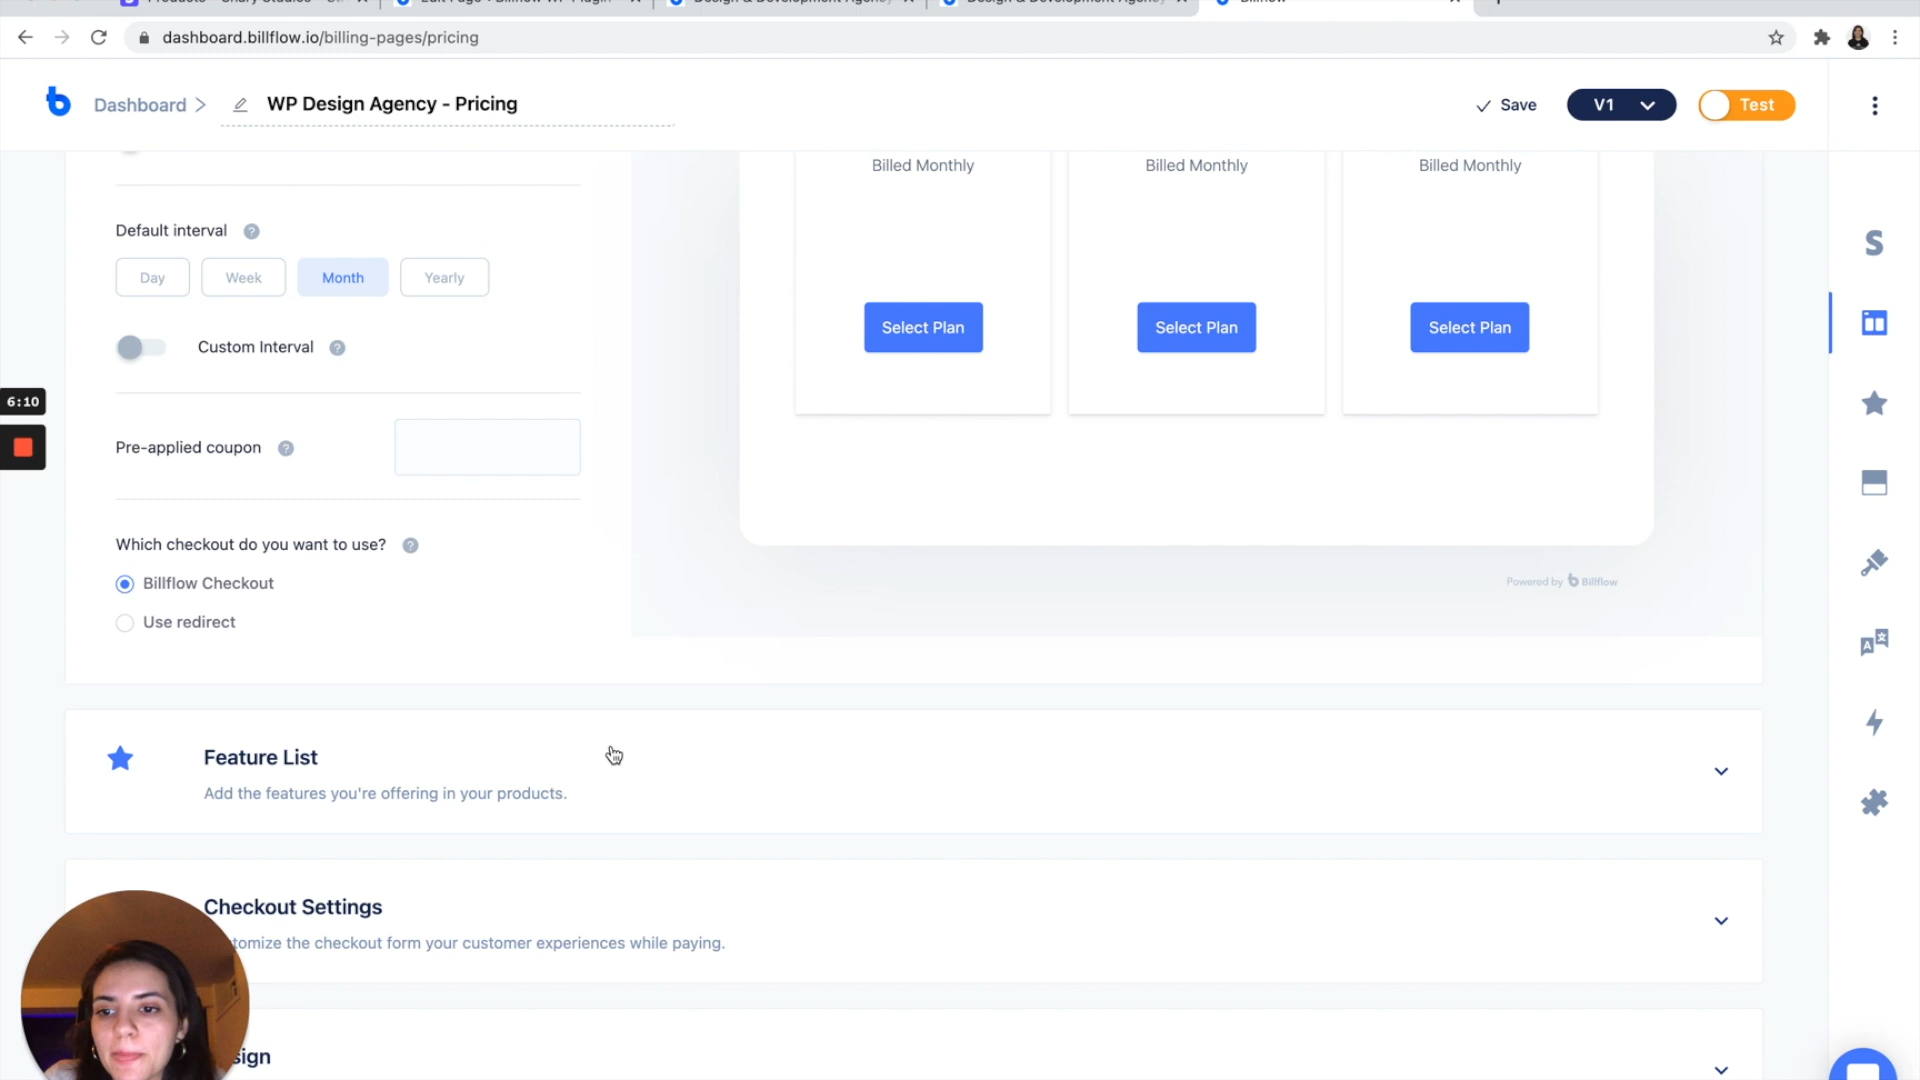 dashboard.billflow.io/billing-pages/pricing
Dashboard > WP Design Agency - Pricing
Save
V1
Test
Billed Monthly
Billed Monthly
Billed Monthly
Default interval ?
Day
Week
Month
Yearly
Custom Interval ?
Select Plan
Select Plan
Select Plan
6:10
Pre-applied coupon ?
Which checkout do you want to use? ?
Billflow Checkout
Use redirect
Powered by Billflow
Feature List
Add the features you're offering in your products.
Checkout Settings
tomize the checkout form your customer experiences while paying.
sign